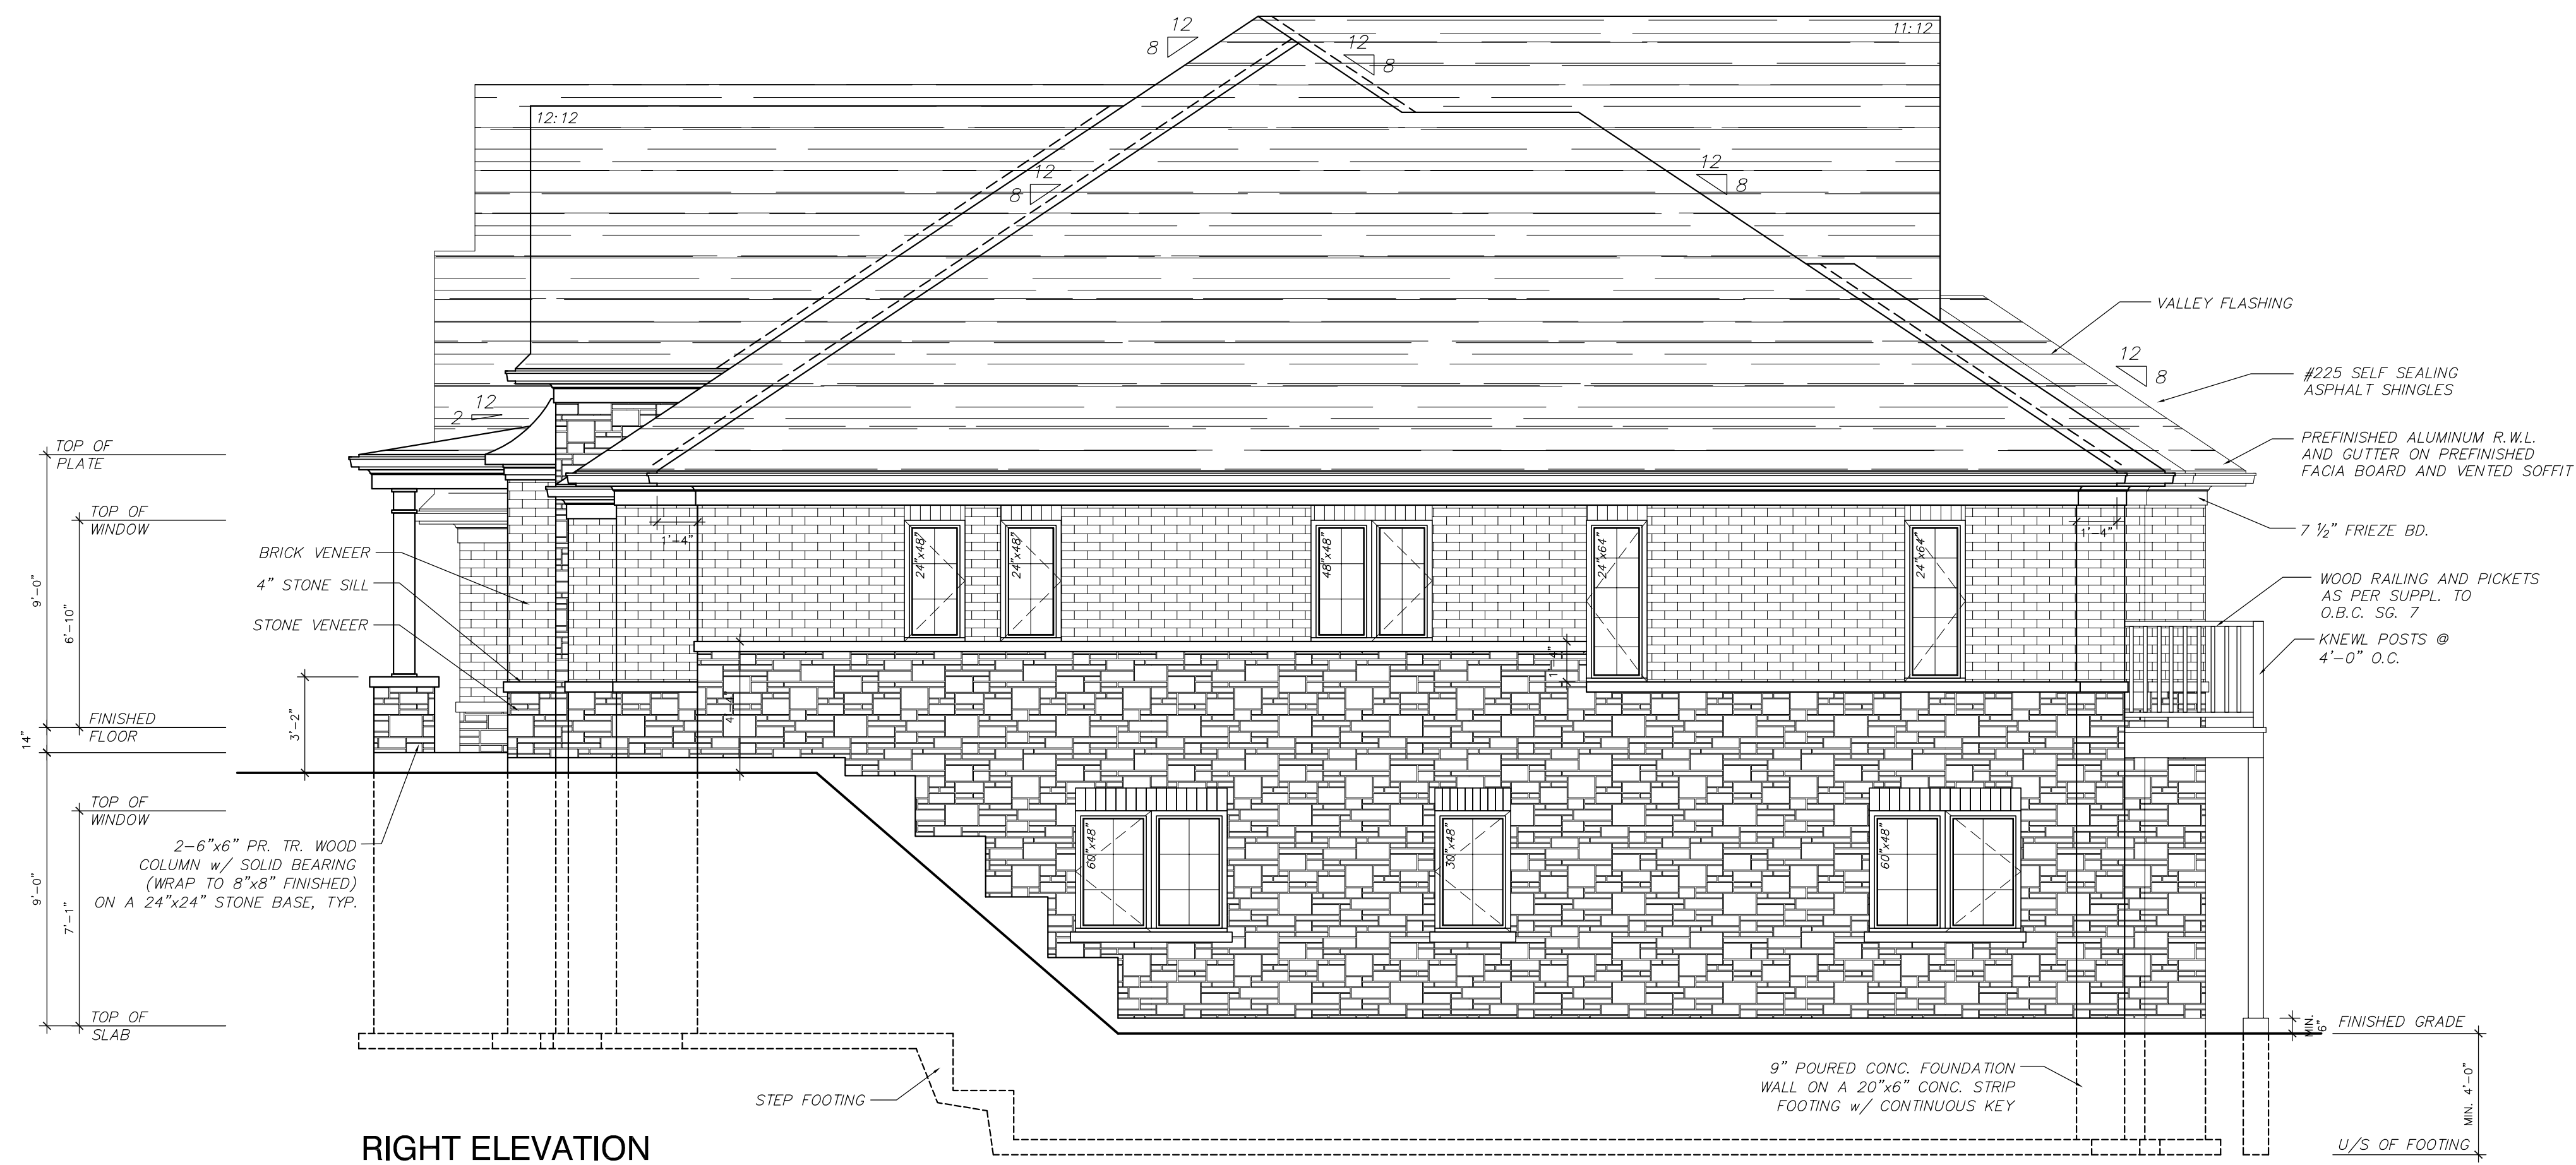 12
8
12
8
11:12
12:12
12
8
12
8
VALLEY FLASHING
12
8
#225 SELF SEALING
ASPHALT SHINGLES
12
2
PREFINISHED ALUMINUM R.W.L.
AND GUTTER ON PREFINISHED
FACIA BOARD AND VENTED SOFFIT
TOP OF
PLATE
TOP OF
WINDOW
7 ½" FRIEZE BD.
1'-4"
1'-4"
24"x48"
24"x48"
48"x48"
24"x64"
24"x64"
BRICK VENEER
4" STONE SILL
STONE VENEER
9'-0"
6'-10"
WOOD RAILING AND PICKETS
AS PER SUPPL. TO
O.B.C. SG. 7
KNEWL POSTS @
4'-0" O.C.
1'-4"
4'-4"
3'-2"
FINISHED
FLOOR
14"
TOP OF
WINDOW
2-6"x6" PR. TR. WOOD
COLUMN w/ SOLID BEARING
(WRAP TO 8"x8" FINISHED)
ON A 24"x24" STONE BASE, TYP.
60"x48"
30"x48"
60"x48"
9'-0"
7'-1"
TOP OF
SLAB
MIN.
6"
FINISHED GRADE
STEP FOOTING
9" POURED CONC. FOUNDATION
WALL ON A 20"x6" CONC. STRIP
FOOTING w/ CONTINUOUS KEY
MIN. 4'-0"
U/S OF FOOTING
RIGHT ELEVATION